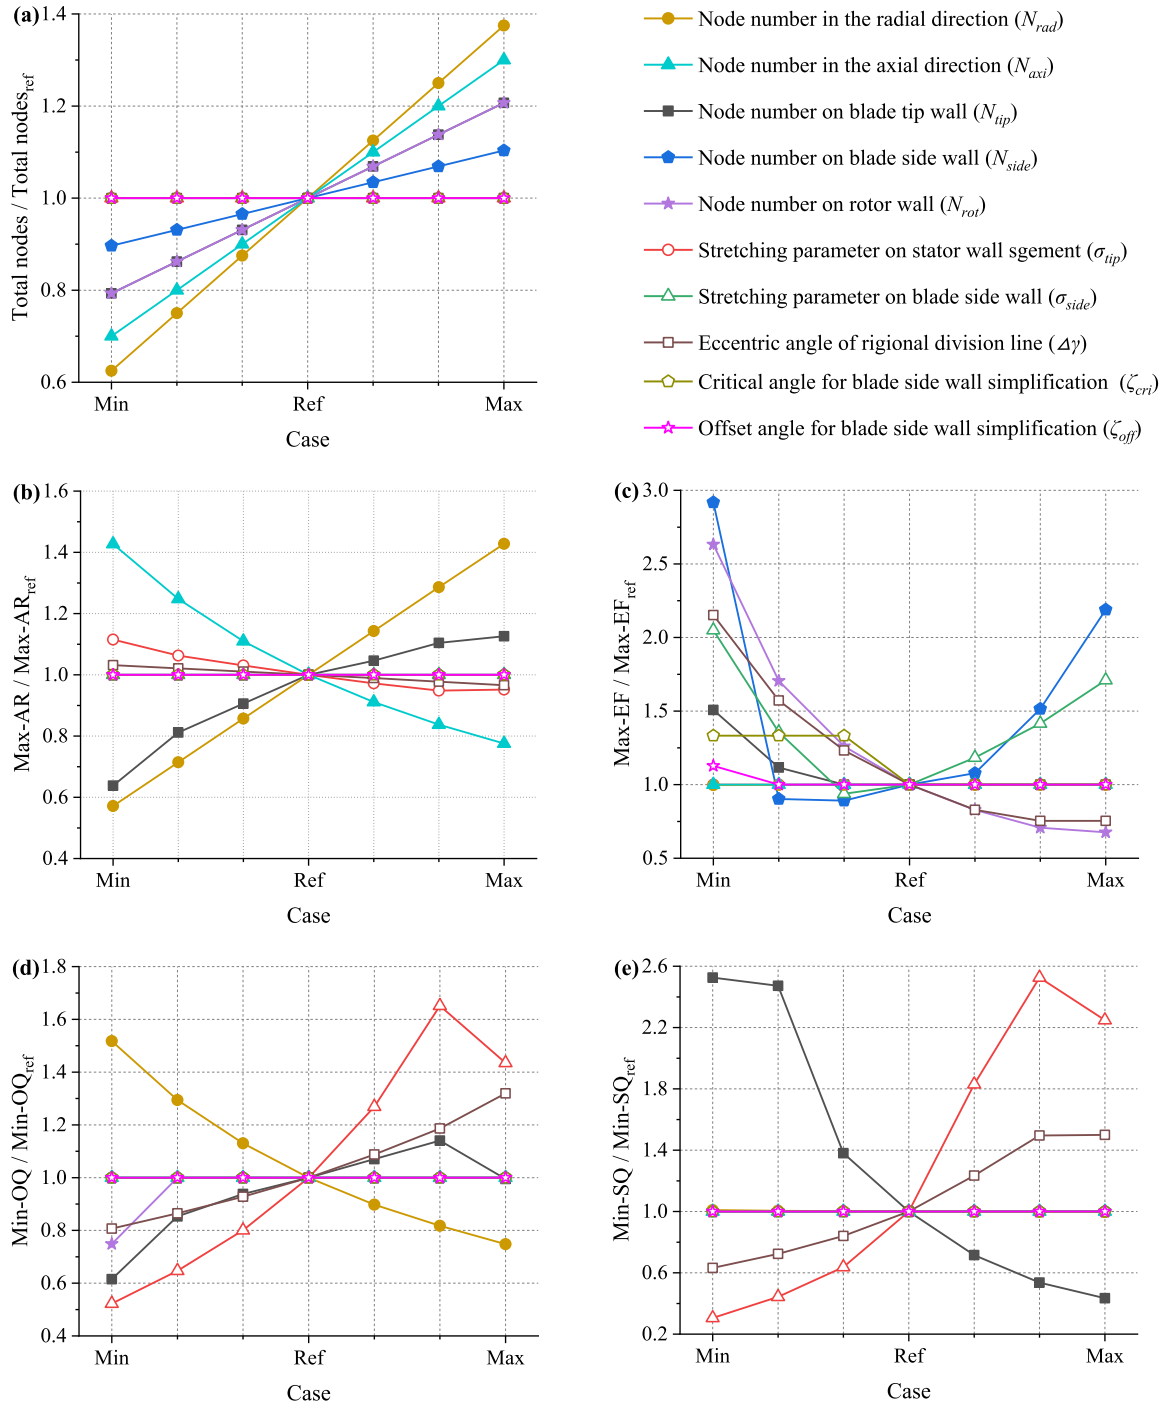 (a)
1.4
1.2
1.0
0.8
0.6
Total nodes / Total nodes_ref
Min
Ref
Max
Case
Node number in the radial direction (N_rad)
Node number in the axial direction (N_axi)
Node number on blade tip wall (N_tip)
Node number on blade side wall (N_side)
Node number on rotor wall (N_rot)
Stretching parameter on stator wall sgement (σ_tip)
Stretching parameter on blade side wall (σ_side)
Eccentric angle of rigional division line (Δγ)
Critical angle for blade side wall simplification (ζ_cri)
Offset angle for blade side wall simplification (ζ_off)
(b)
1.6
1.4
1.2
1.0
0.8
0.6
0.4
Max-AR / Max-AR_ref
Min
Ref
Max
Case
(c)
3.0
2.5
2.0
1.5
1.0
0.5
Max-EF / Max-EF_ref
Min
Ref
Max
Case
(d)
1.8
1.6
1.4
1.2
1.0
0.8
0.6
0.4
Min-OQ / Min-OQ_ref
Min
Ref
Max
Case
(e)
2.6
2.2
1.8
1.4
1.0
0.6
0.2
Min-SQ / Min-SQ_ref
Min
Ref
Max
Case